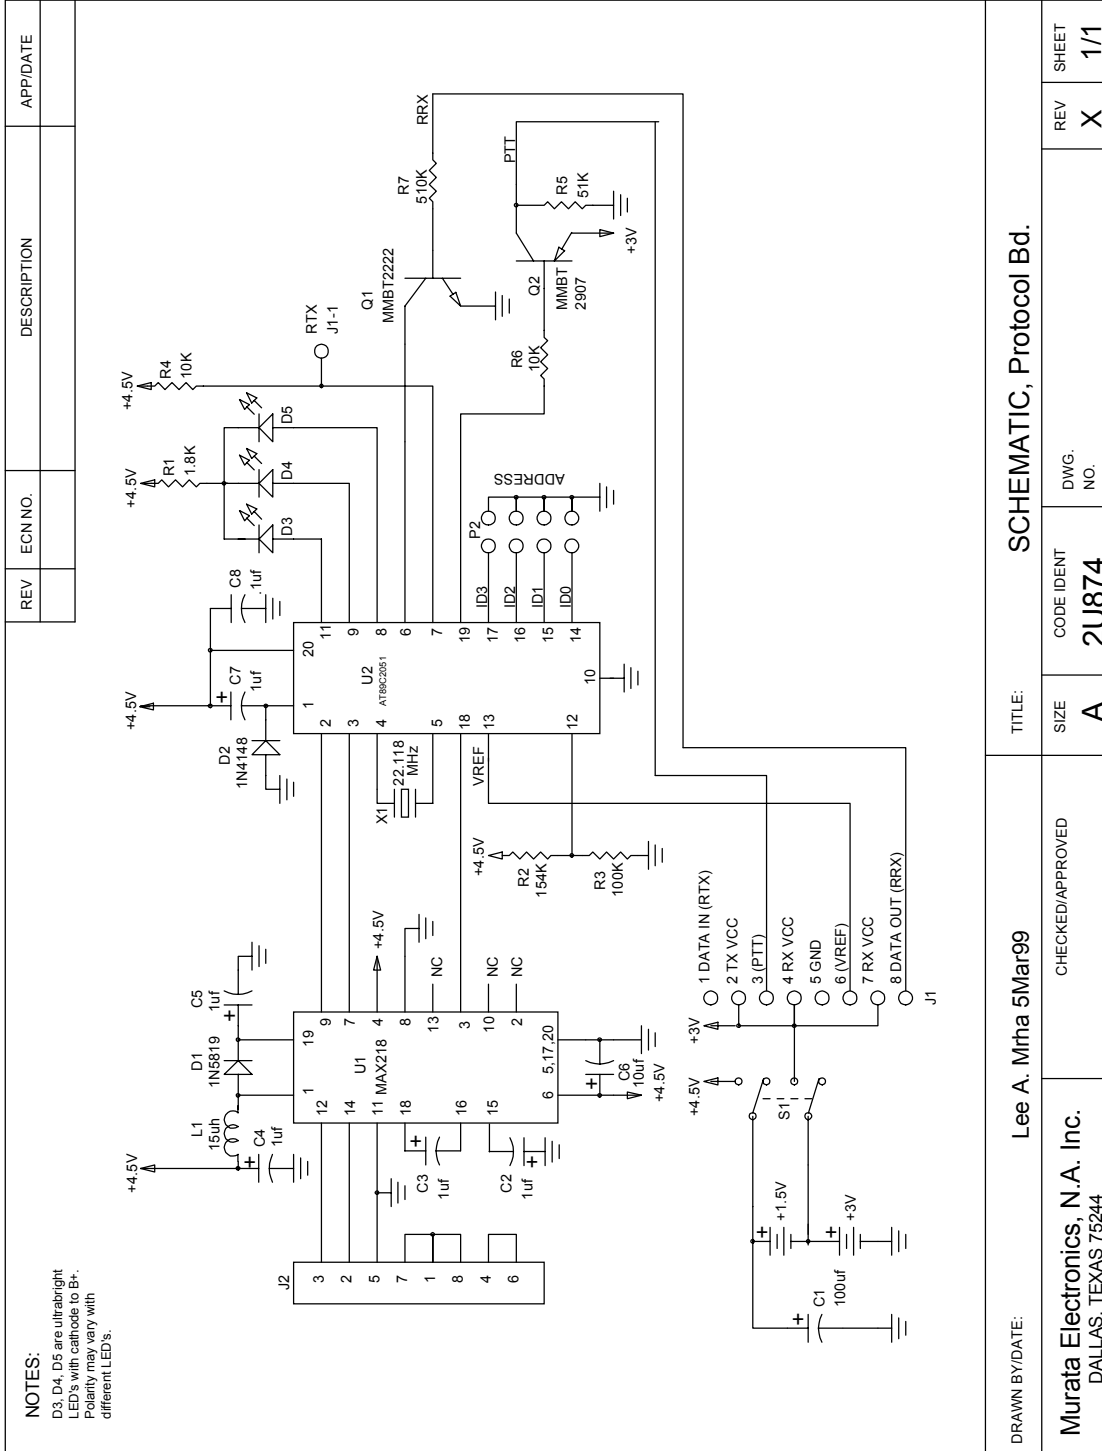 NOTES:
D3, D4, D5 are ultrabright
LED's with cathode to B+.
Polarity may vary with
different LED's.
REV
ECN NO.
DESCRIPTION
APP/DATE
+4.5V
L1
15uh
C4
1uf
D1
1N5819
C5
1uf
J2
3
2
5
7
1
8
4
6
12
14
11
18
16
15
1
19
U1
MAX218
9
7
4
8
13
3
10
2
6
5,17,20
+4.5V
NC
NC
NC
C3
1uf
C2
1uf
C6
10uf
+4.5V
+4.5V
D2
1N4148
C7
1uf
C8
.1uf
X1
22.118
MHz
VREF
2
3
4
5
18
13
12
1
20
U2
AT89C2051
10
11
9
8
6
7
19
17
16
15
14
ID3
ID2
ID1
ID0
P2
ADDRESS
+4.5V
R1
1.8K
D3
D4
D5
+4.5V
R4
10K
RTX
J1-1
Q1
MMBT2222
R7
510K
RRX
R6
10K
Q2
MMBT
2907
PTT
R5
51K
+3V
+4.5V
R2
154K
R3
100K
+3V
+4.5V
S1
1 DATA IN (RTX)
2 TX VCC
3 (PTT)
4 RX VCC
5 GND
6 (VREF)
7 RX VCC
8 DATA OUT (RRX)
J1
C1
100uf
+1.5V
+3V
DRAWN BY/DATE:
Lee A. Mrha 5Mar99
TITLE:
SCHEMATIC, Protocol Bd.
Murata Electronics, N.A. Inc.
DALLAS, TEXAS 75244
CHECKED/APPROVED
SIZE
A
CODE IDENT
2U874
DWG.
NO.
REV
X
SHEET
1/1